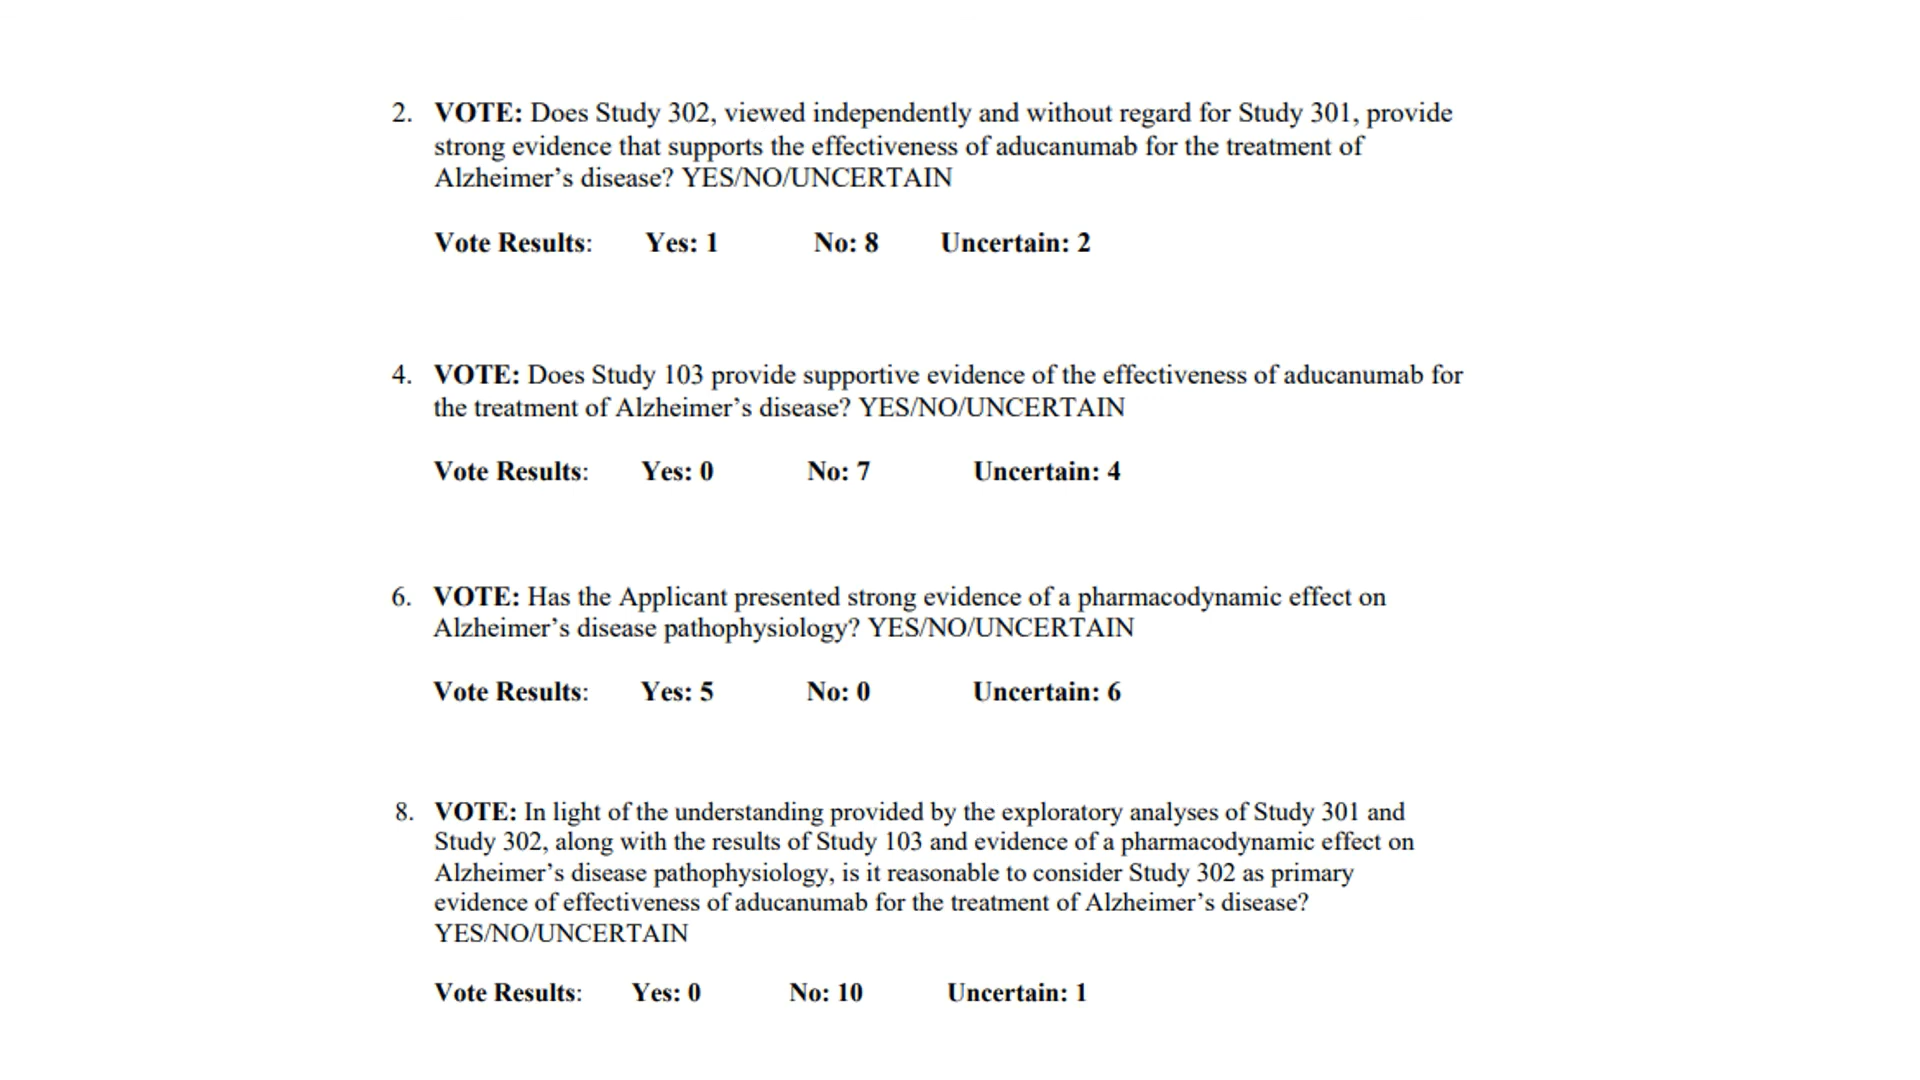 2. VOTE: Does Study 302, viewed independently and without regard for Study 301, provide
strong evidence that supports the effectiveness of aducanumab for the treatment of
Alzheimer’s disease? YES/NO/UNCERTAIN
Vote Results: Yes: 1 No: 8 Uncertain: 2
4. VOTE: Does Study 103 provide supportive evidence of the effectiveness of aducanumab for
the treatment of Alzheimer’s disease? YES/NO/UNCERTAIN
Vote Results: Yes: 0 No: 7 Uncertain: 4
6. VOTE: Has the Applicant presented strong evidence of a pharmacodynamic effect on
Alzheimer’s disease pathophysiology? YES/NO/UNCERTAIN
Vote Results: Yes: 5 No: 0 Uncertain: 6
8. VOTE: In light of the understanding provided by the exploratory analyses of Study 301 and
Study 302, along with the results of Study 103 and evidence of a pharmacodynamic effect on
Alzheimer’s disease pathophysiology, is it reasonable to consider Study 302 as primary
evidence of effectiveness of aducanumab for the treatment of Alzheimer’s disease?
YES/NO/UNCERTAIN
Vote Results: Yes: 0 No: 10 Uncertain: 1